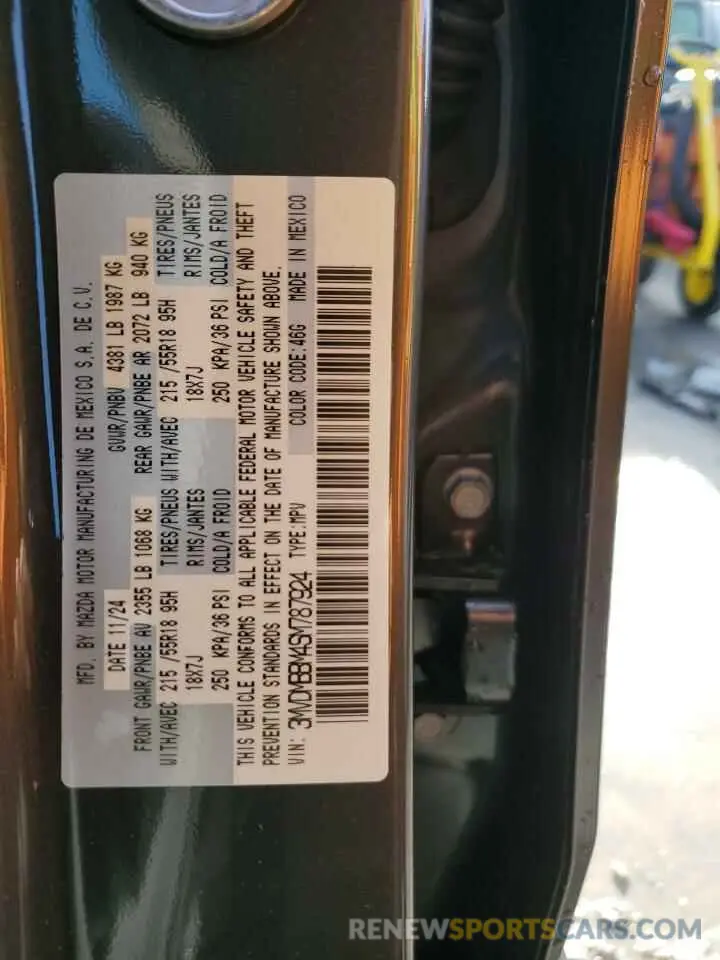 MFD. BY MAZDA MOTOR MANUFACTURING DE MEXICO S.A. DE C.V.
DATE 11/24 GVWR/PNBV 4381 LB 1987 KG
FRONT GAWR/PNBE AV 2355 LB 1068 KG REAR GAWR/PNBE AR 2072 LB 940 KG
WITH/AVEC 215 /55R18 95H TIRES/PNEUS WITH/AVEC 215 /55R18 95H TIRES/PNEUS
18X7J RIMS/JANTES 18X7J RIMS/JANTES
250 KPA/36 PSI COLD/A FROID 250 KPA/36 PSI COLD/A FROID
THIS VEHICLE CONFORMS TO ALL APPLICABLE FEDERAL MOTOR VEHICLE SAFETY AND THEFT
PREVENTION STANDARDS IN EFFECT ON THE DATE OF MANUFACTURE SHOWN ABOVE.
VIN: 3MVDMBBM4SM787924 TYPE:MPV COLOR CODE:46G MADE IN MEXICO
RENEWSPORTSCARS.COM